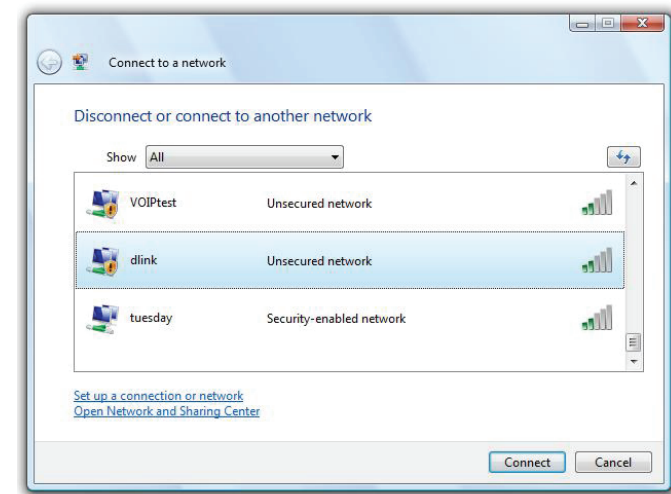 Connect to a network
Disconnect or connect to another network
Show All
VOIPtest Unsecured network
dlink Unsecured network
tuesday Security-enabled network
Set up a connection or network
Open Network and Sharing Center
Connect Cancel